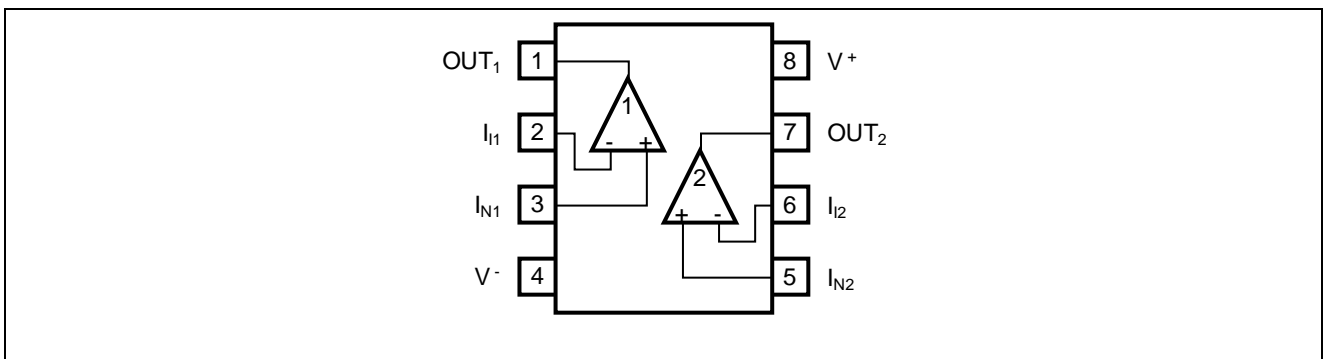 OUT1 1 8 V+
1
II1 2 7 OUT2
- +
2
IN1 3 6 II2
+ -
V- 4 5 IN2